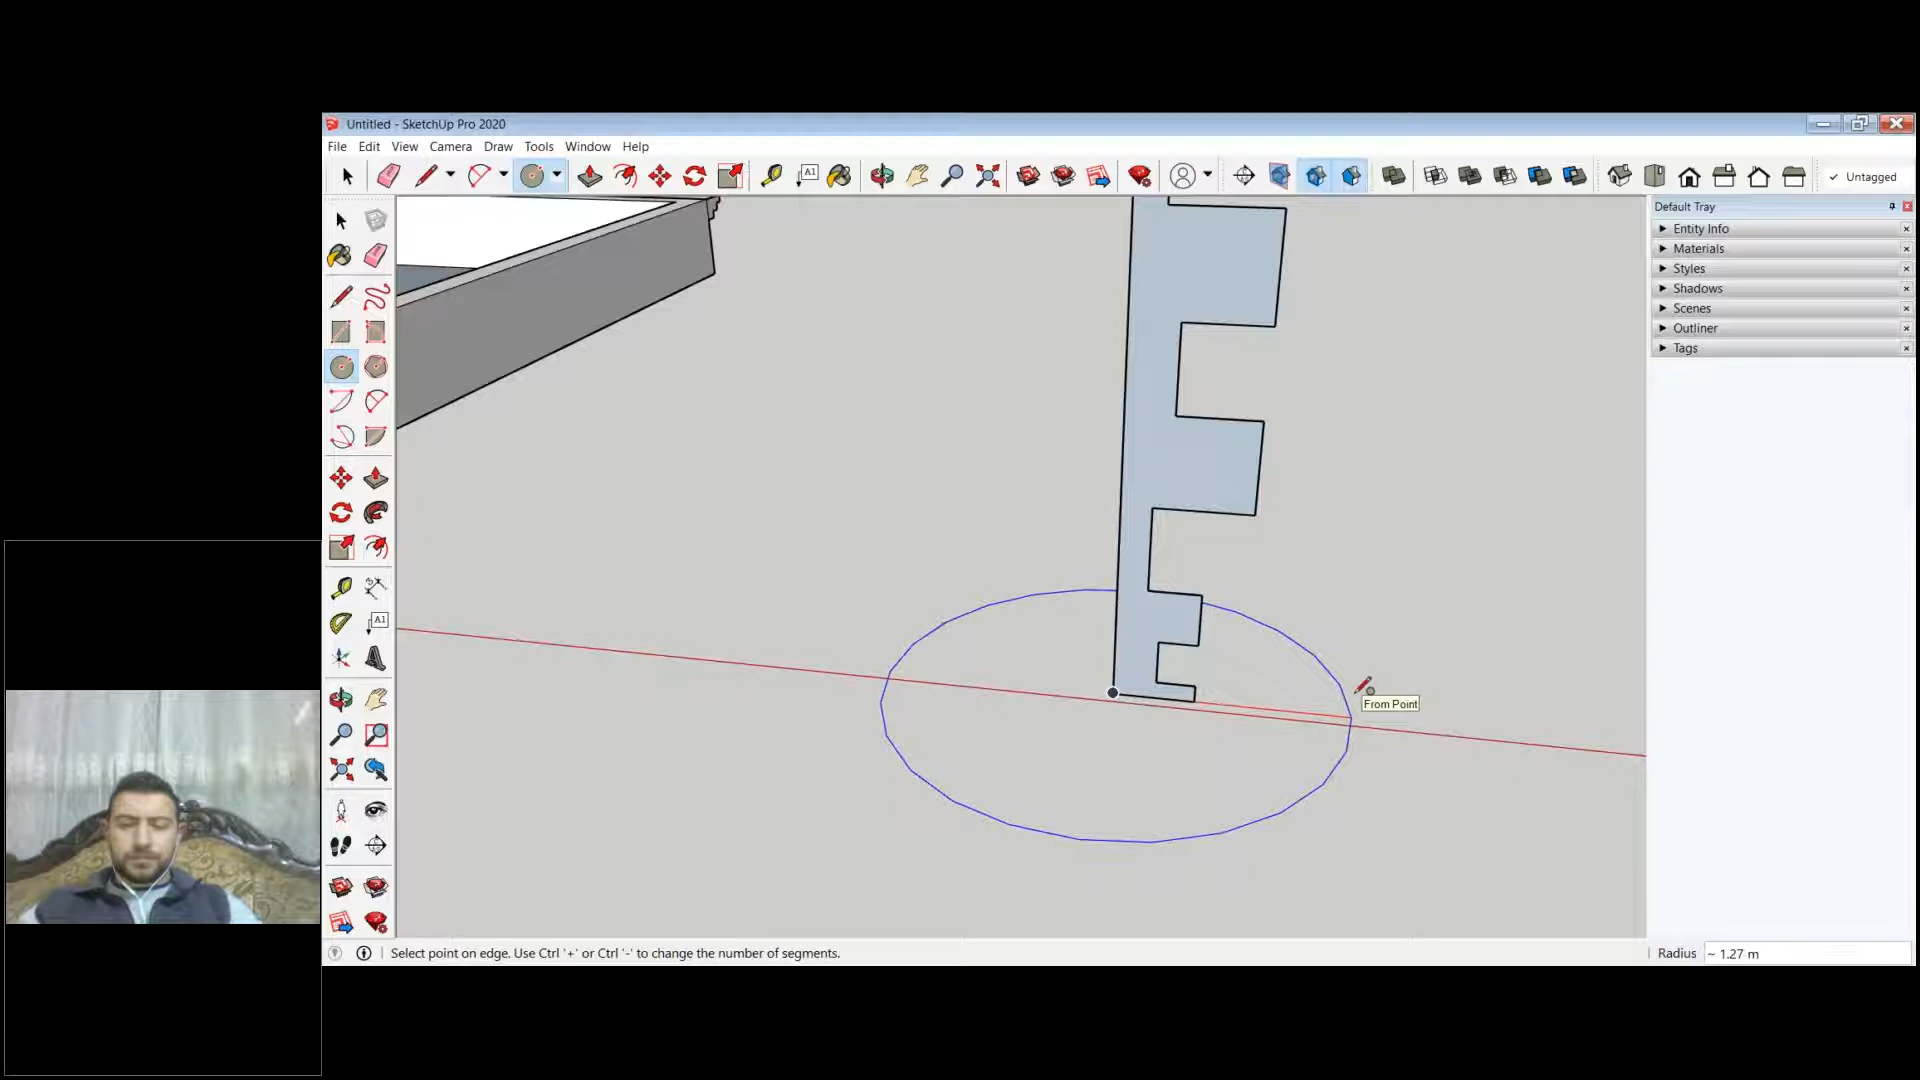 Untitled - SketchUp Pro 2020
File Edit View Camera Draw Tools Window Help
A1
Untagged
Default Tray
Entity Info
Materials
Styles
Shadows
Scenes
Outliner
Tags
A1
From Point
Select point on edge. Use Ctrl '+' or Ctrl '-' to change the number of segments.
Radius ~ 1.27 m